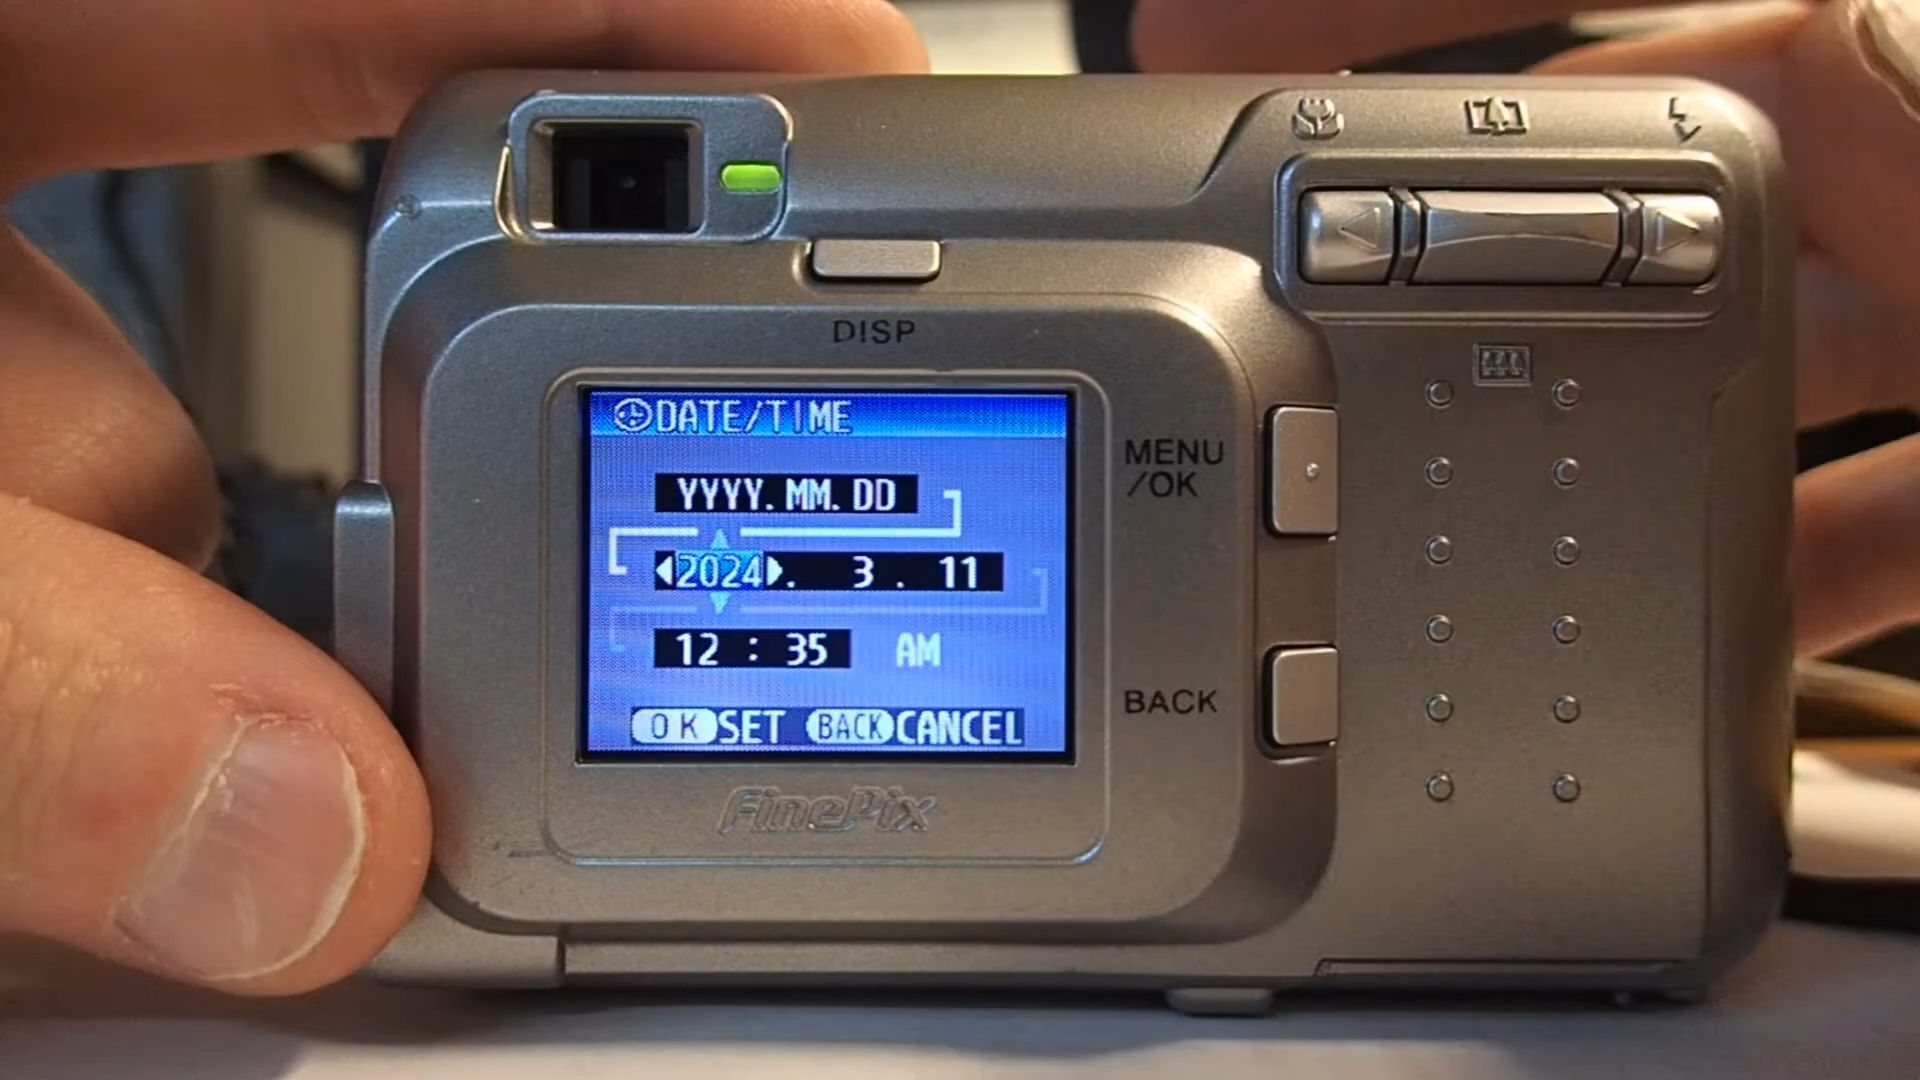 DISP
DATE/TIME
YYYY.MM.DD
2024. 3. 11
12 : 35 AM
OK SET BACK CANCEL
MENU
/OK
BACK
FinePix